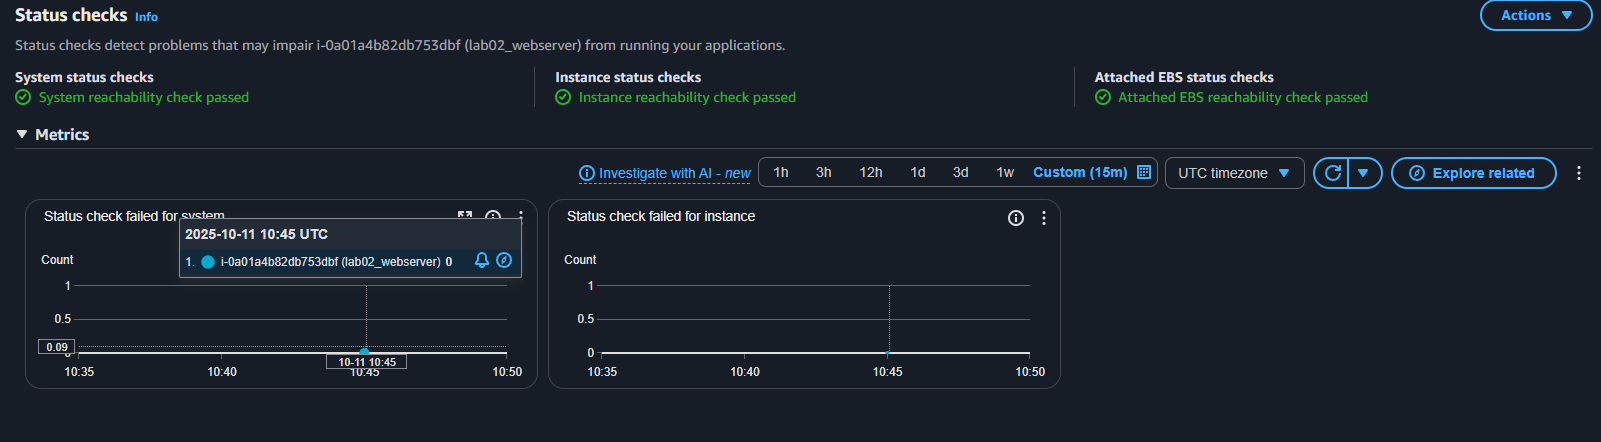 Status checks Info
Actions
Status checks detect problems that may impair i-0a01a4b82db753dbf (lab02_webserver) from running your applications.
System status checks
System reachability check passed
Instance status checks
Instance reachability check passed
Attached EBS status checks
Attached EBS reachability check passed
Metrics
Investigate with AI - new
1h 3h 12h 1d 3d 1w Custom (15m)
UTC timezone
Explore related
Status check failed for system
2025-10-11 10:45 UTC
1. i-0a01a4b82db753dbf (lab02_webserver) 0
Count
1
0.5
0.09
0
10-11 10:45
10:35 10:40 10:45 10:50
Status check failed for instance
Count
1
0.5
0
10:35 10:40 10:45 10:50